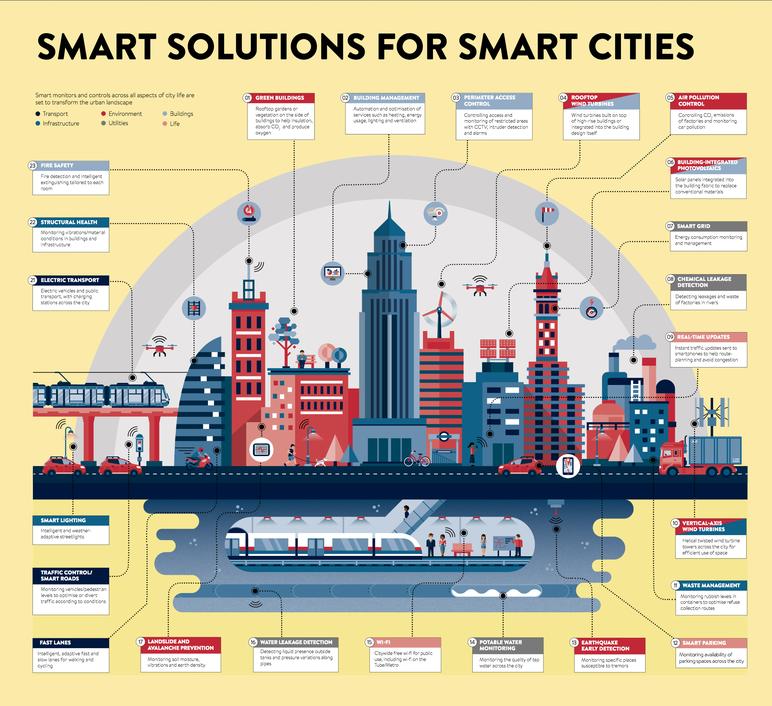 SMART SOLUTIONS FOR SMART CITIES
Smart monitors and controls across all aspects of city life are
set to transform the urban landscape
Transport
Environment
Buildings
Infrastructure
Utilities
Life
01 GREEN BUILDINGS
Rooftop gardens or
vegetation on the side of
buildings to help insulation,
absorb CO2 and produce
oxygen
02 BUILDING MANAGEMENT
Automation and optimisation of
services such as heating, energy
usage, lighting and ventilation
03 PERIMETER ACCESS
CONTROL
Controlling access and
monitoring of restricted areas
with CCTV, intruder detection
and alarms
04 ROOFTOP
WIND TURBINES
Wind turbines built on top
of high-rise buildings or
integrated into the building
design itself
05 AIR POLLUTION
CONTROL
Controlling CO2 emissions
of factories and monitoring
car pollution
06 BUILDING-INTEGRATED
PHOTOVOLTAICS
Solar panels integrated into
the building fabric to replace
conventional materials
07 SMART GRID
Energy consumption monitoring
and management
08 CHEMICAL LEAKAGE
DETECTION
Detecting leakages and waste
of factories in rivers
09 REAL-TIME UPDATES
Instant traffic updates sent to
smartphones to help route-
planning and avoid congestion
23 FIRE SAFETY
Fire detection and intelligent
extinguishing tailored to each
room
22 STRUCTURAL HEALTH
Monitoring vibrations/material
conditions in buildings and
infrastructure
21 ELECTRIC TRANSPORT
Electric vehicles and public
transport, with charging
stations across the city
SMART LIGHTING
Intelligent and weather-
adaptive streetlights
TRAFFIC CONTROL/
SMART ROADS
Monitoring vehicles/pedestrian
levels to optimise or divert
traffic according to conditions
FAST LANES
Intelligent, adaptive fast and
slow lanes for walking and
cycling
17 LANDSLIDE AND
AVALANCHE PREVENTION
Monitoring soil moisture,
vibrations and earth density
16 WATER LEAKAGE DETECTION
Detecting liquid presence outside
tanks and pressure variations along
pipes
15 WI-FI
Citywide free wi-fi for public
use, including wi-fi on the
Tube/Metro
14 POTABLE WATER
MONITORING
Monitoring the quality of tap
water across the city
13 EARTHQUAKE
EARLY DETECTION
Monitoring specific places
susceptible to tremors
12 SMART PARKING
Monitoring availability of
parking spaces across the city
11 WASTE MANAGEMENT
Monitoring rubbish levels in
containers to optimise refuse
collection routes
10 VERTICAL-AXIS
WIND TURBINES
Helical twisted wind turbine
towers across the city for
efficient use of space